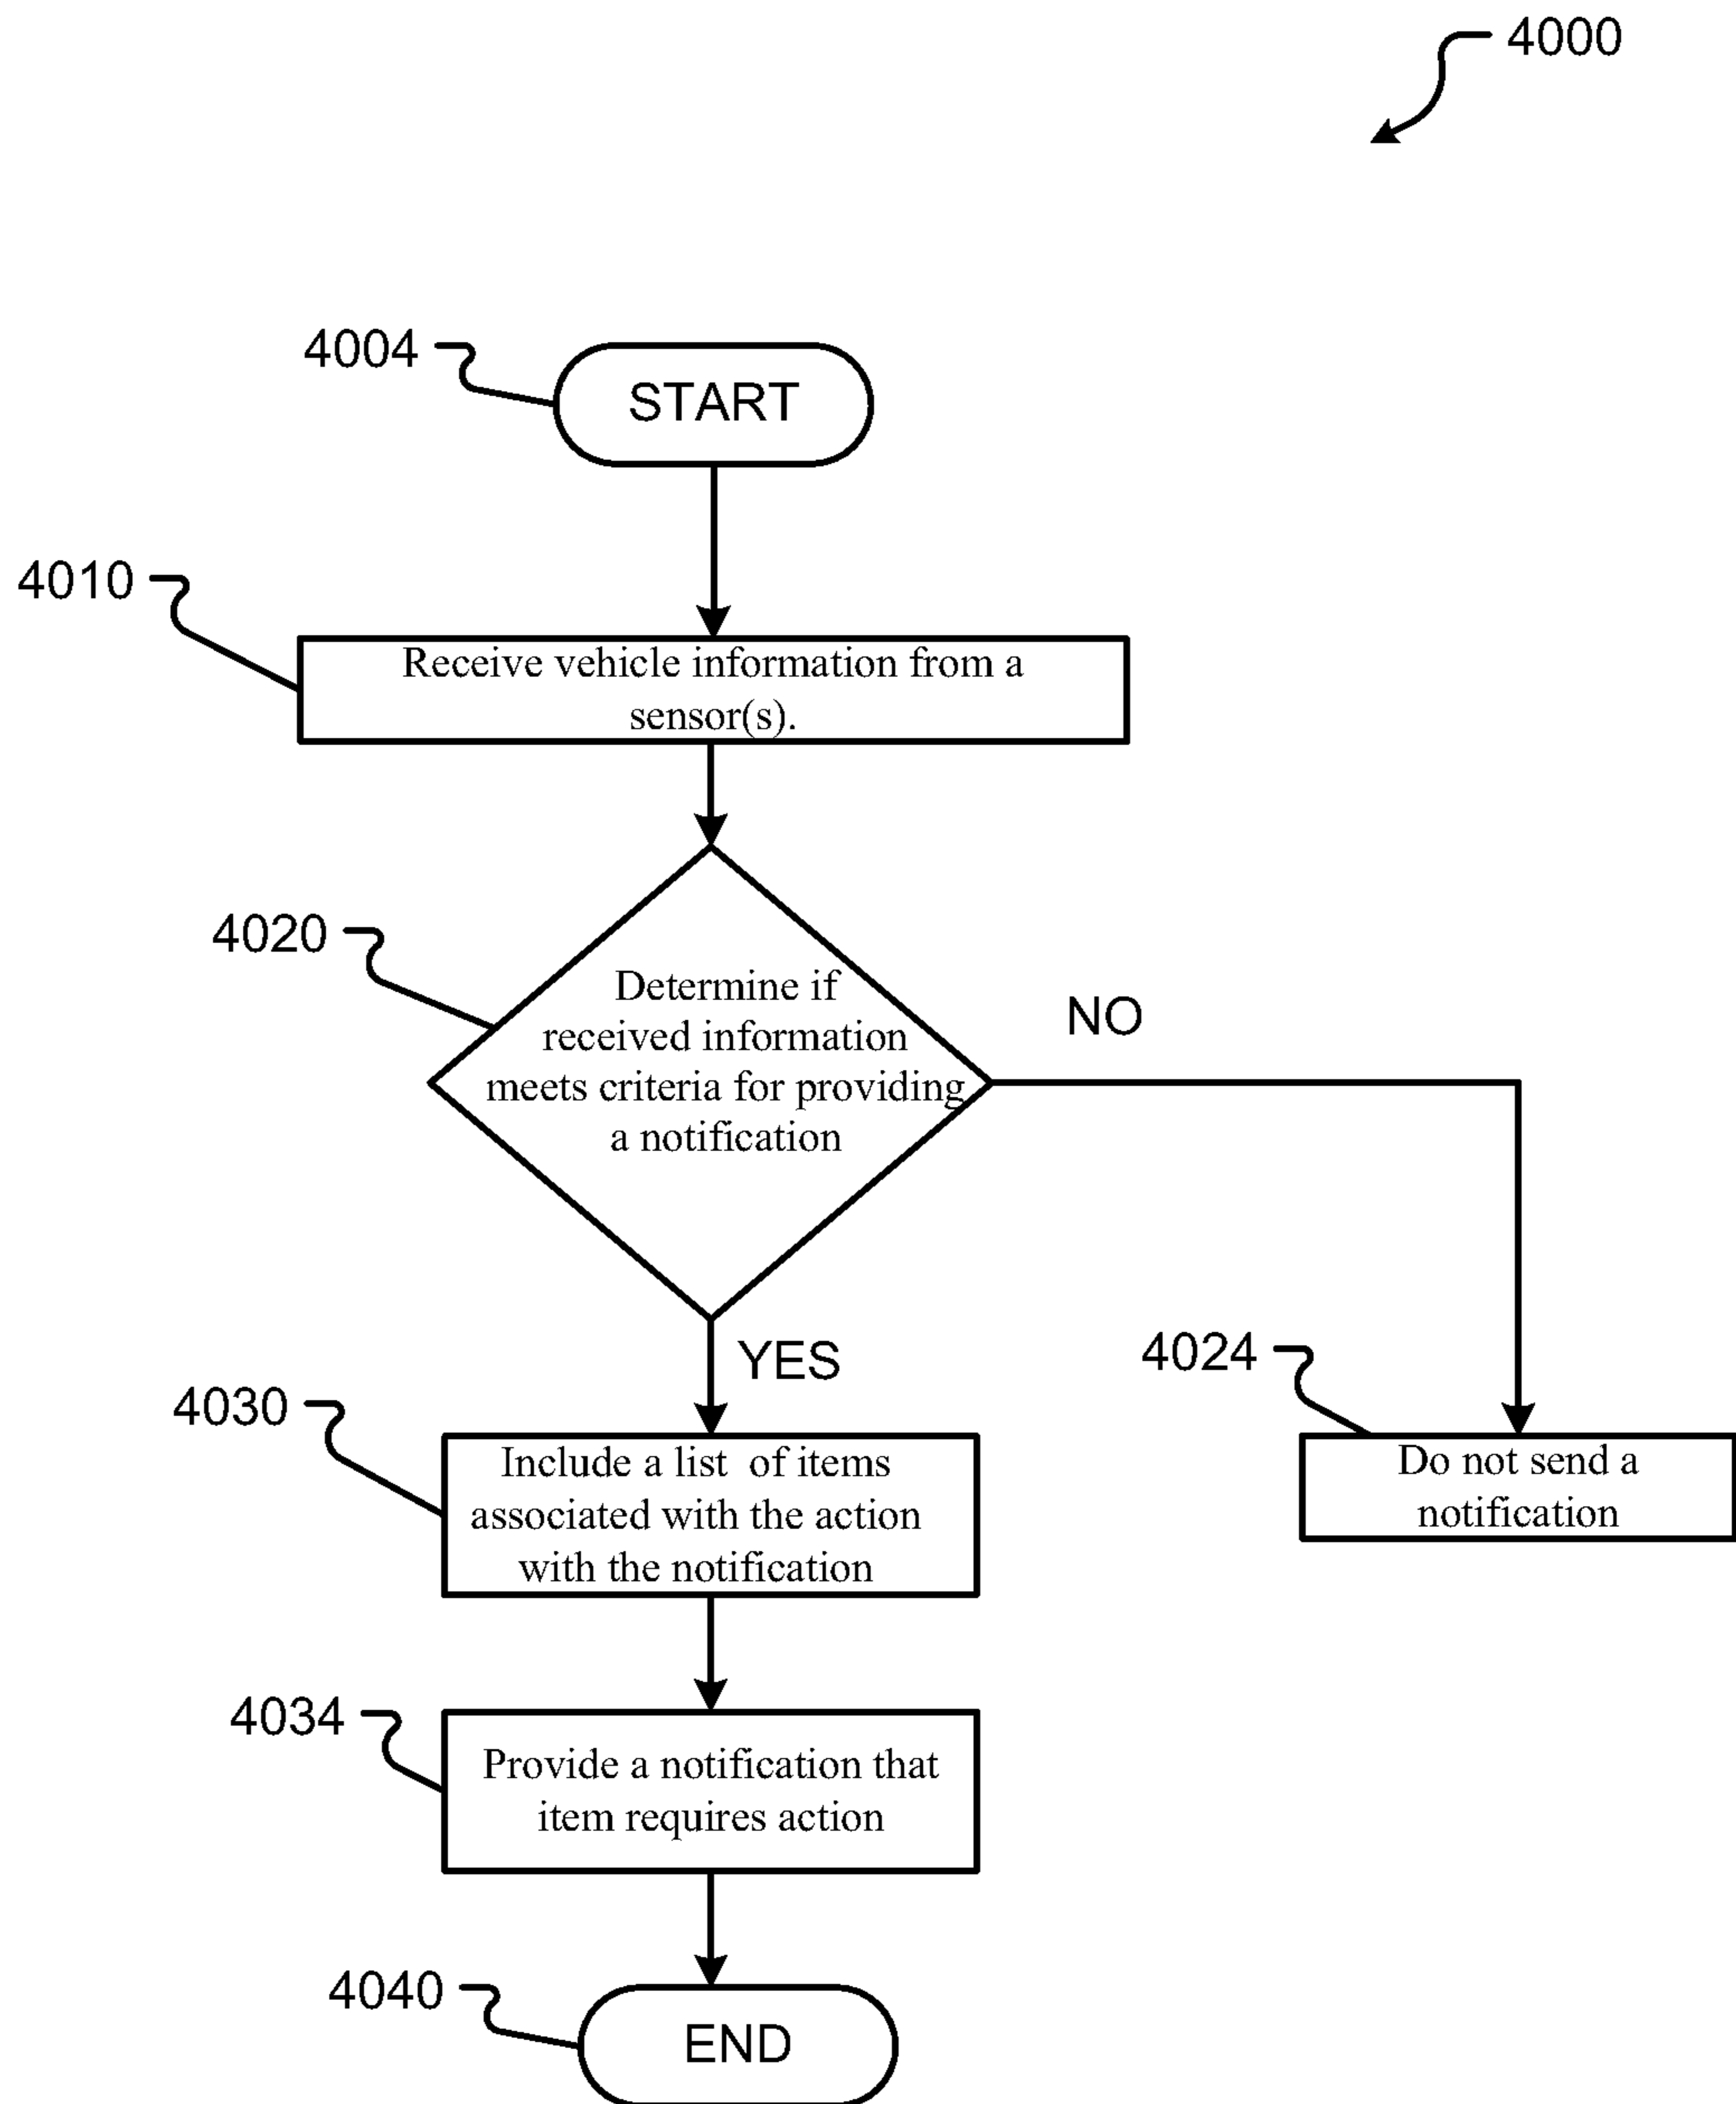 4000
4004
START
4010
Receive vehicle information from a
sensor(s).
4020
Determine if
received information
meets criteria for providing
a notification
NO
YES
4024
4030
Include a list  of items
associated with the action
with the notification
Do not send a
notification
4034
Provide a notification that
item requires action
4040
END